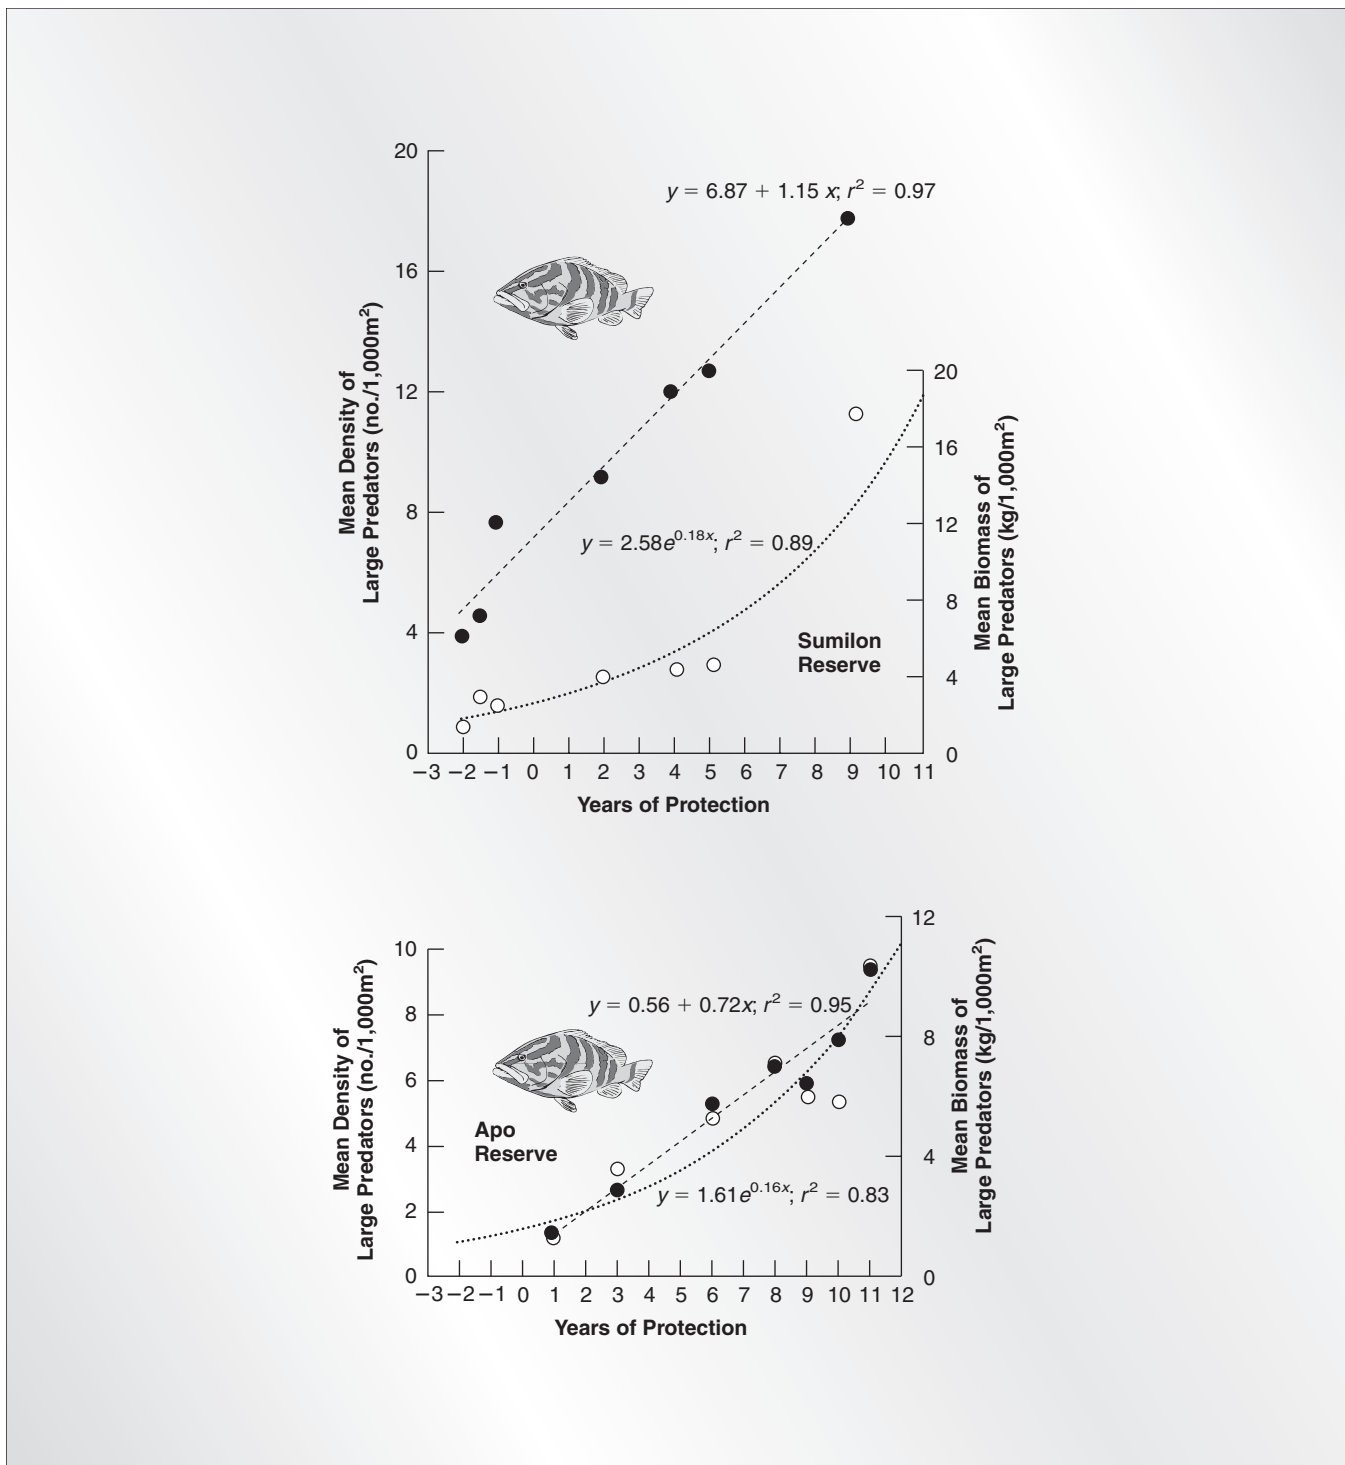 20
y = 6.87 + 1.15 x; r² = 0.97
16
12
8
4
0
Mean Density of
Large Predators (no./1,000m²)
20
16
12
8
4
0
Mean Biomass of
Large Predators (kg/1,000m²)
y = 2.58e^0.18x; r² = 0.89
Sumilon
Reserve
−3 −2 −1 0 1 2 3 4 5 6 7 8 9 10 11
Years of Protection
10
8
6
4
2
0
Mean Density of
Large Predators (no./1,000m²)
12
8
4
0
Mean Biomass of
Large Predators (kg/1,000m²)
y = 0.56 + 0.72x; r² = 0.95
Apo
Reserve
y = 1.61e^0.16x; r² = 0.83
−3 −2 −1 0 1 2 3 4 5 6 7 8 9 10 11 12
Years of Protection